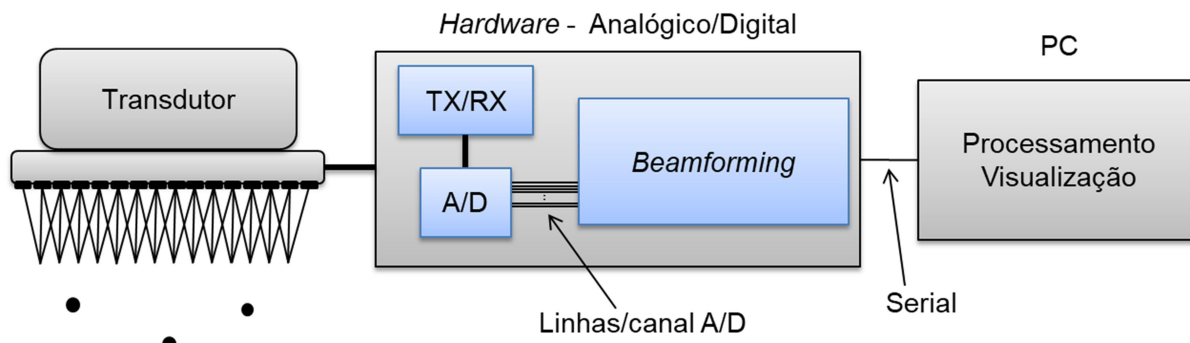 Hardware - Analógico/Digital
PC
Transdutor
TX/RX
A/D
Beamforming
Processamento
Visualização
Linhas/canal A/D
Serial